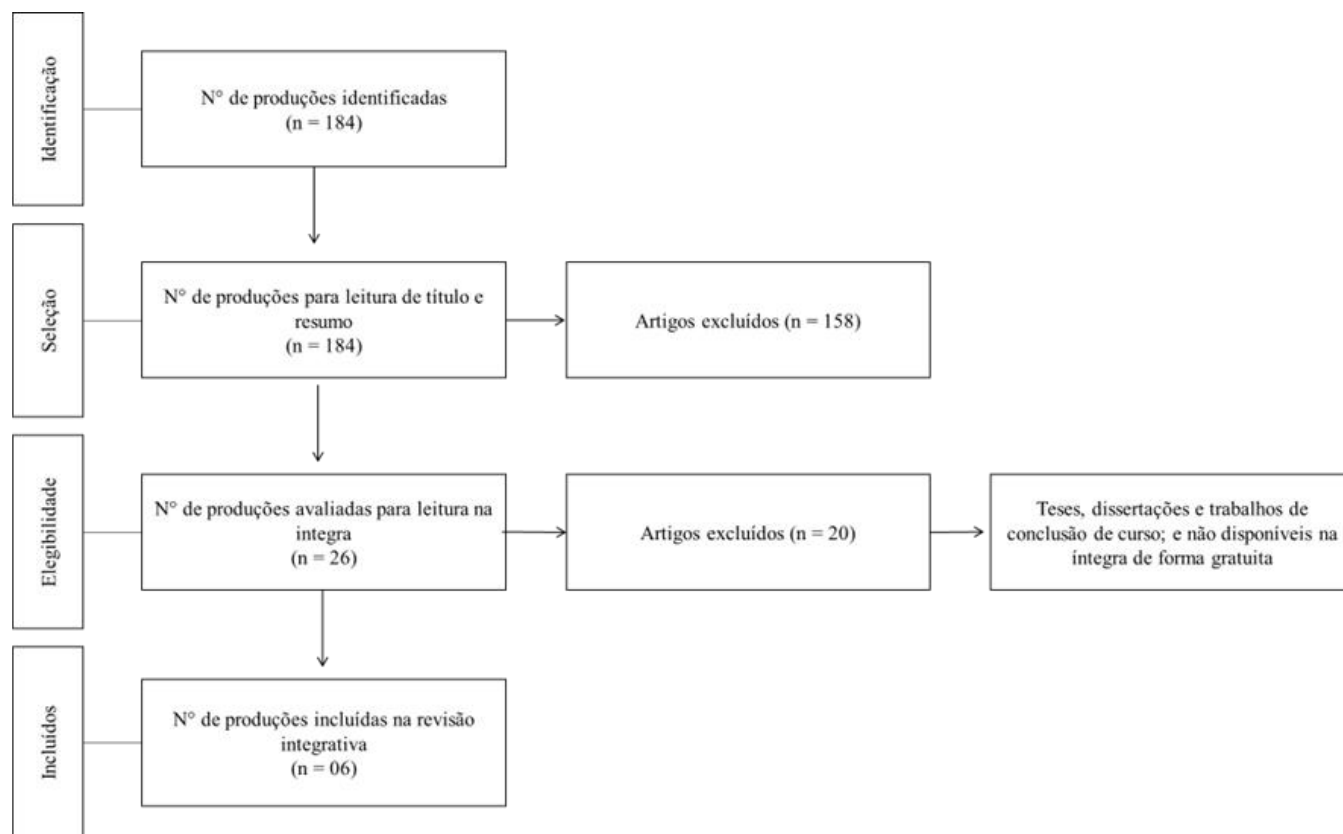 Identificação
N° de produções identificadas
(n = 184)
Seleção
N° de produções para leitura de título e
resumo
(n = 184)
Artigos excluídos (n = 158)
Elegibilidade
N° de produções avaliadas para leitura na
integra
(n = 26)
Artigos excluídos (n = 20)
Teses, dissertações e trabalhos de
conclusão de curso; e não disponíveis na
íntegra de forma gratuita
Incluídos
N° de produções incluídas na revisão
integrativa
(n = 06)